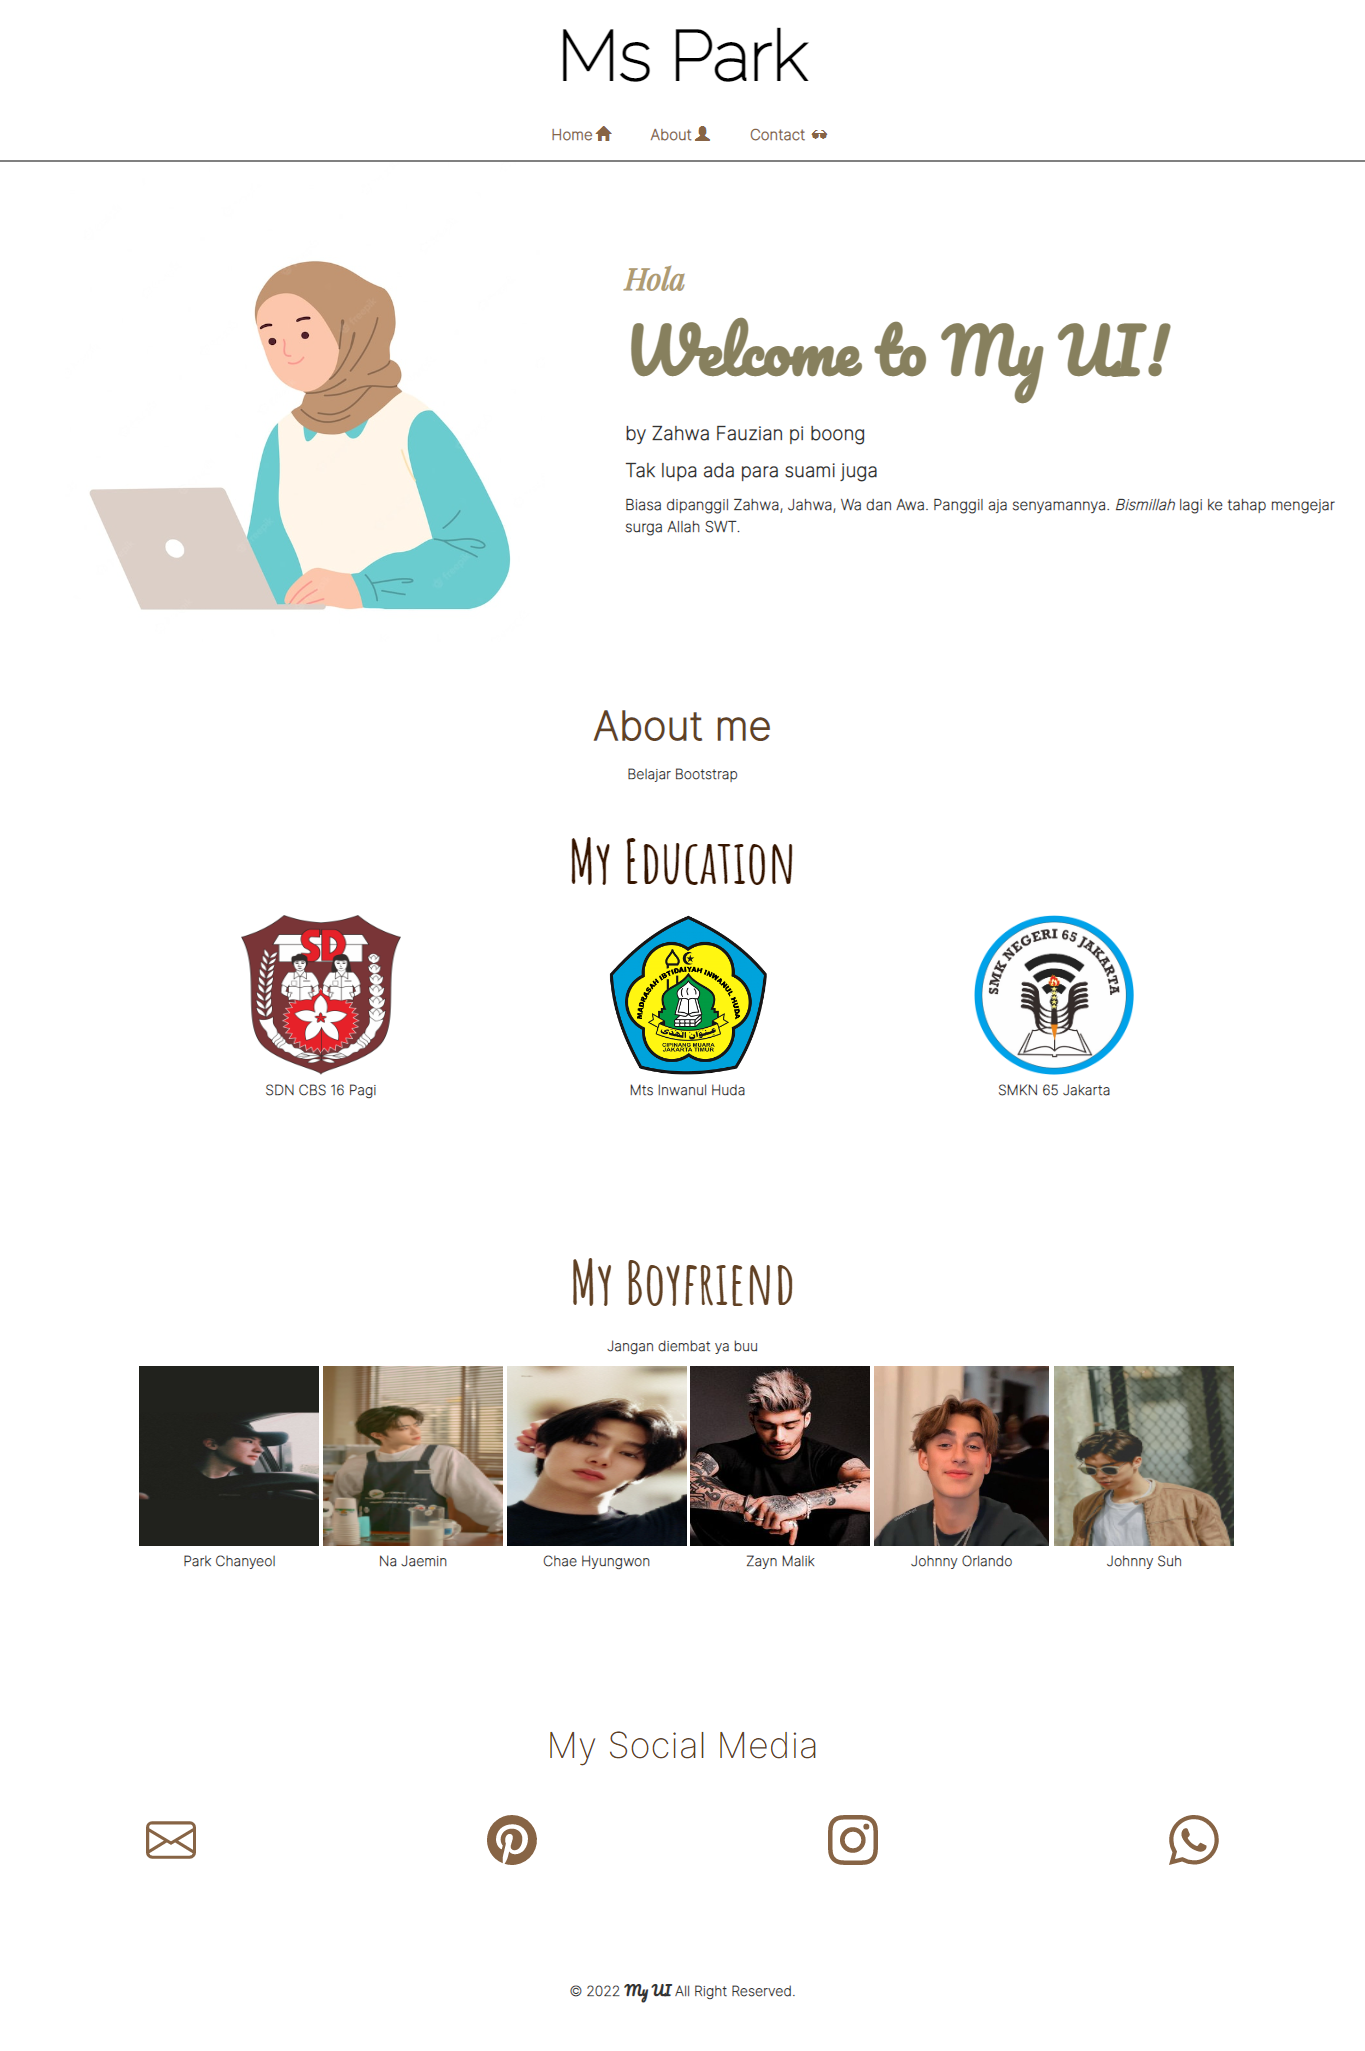 Ms Park
Home About Contact
Hola
Welcome to My UI!
by Zahwa Fauzian pi boong
Tak lupa ada para suami juga
Biasa dipanggil Zahwa, Jahwa, Wa dan Awa. Panggil aja senyamannya. Bismillah lagi ke tahap mengejar
surga Allah SWT.
About me
Belajar Bootstrap
My Education
SD
MADRASAH IBTIDAIYAH INWANUL HUDA
CIPINANG MUARA
JAKARTA TIMUR
SMK NEGERI 65 JAKARTA
SDN CBS 16 Pagi
Mts Inwanul Huda
SMKN 65 Jakarta
My Boyfriend
Jangan diembat ya buu
Park Chanyeol
Na Jaemin
Chae Hyungwon
Zayn Malik
Johnny Orlando
Johnny Suh
My Social Media
© 2022 My UI All Right Reserved.